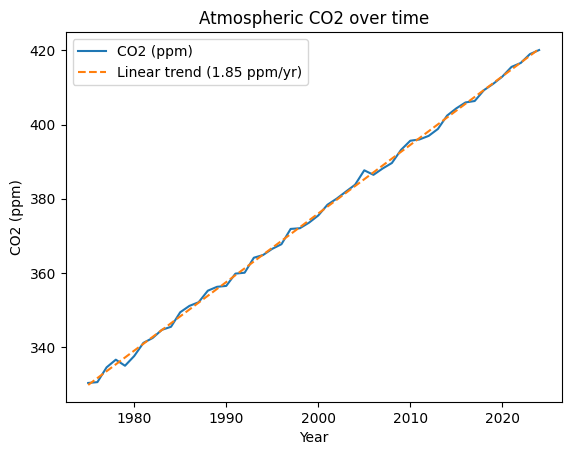 Atmospheric CO2 over time
CO2 (ppm)
Linear trend (1.85 ppm/yr)
420
400
380
360
340
CO2 (ppm)
1980 1990 2000 2010 2020
Year